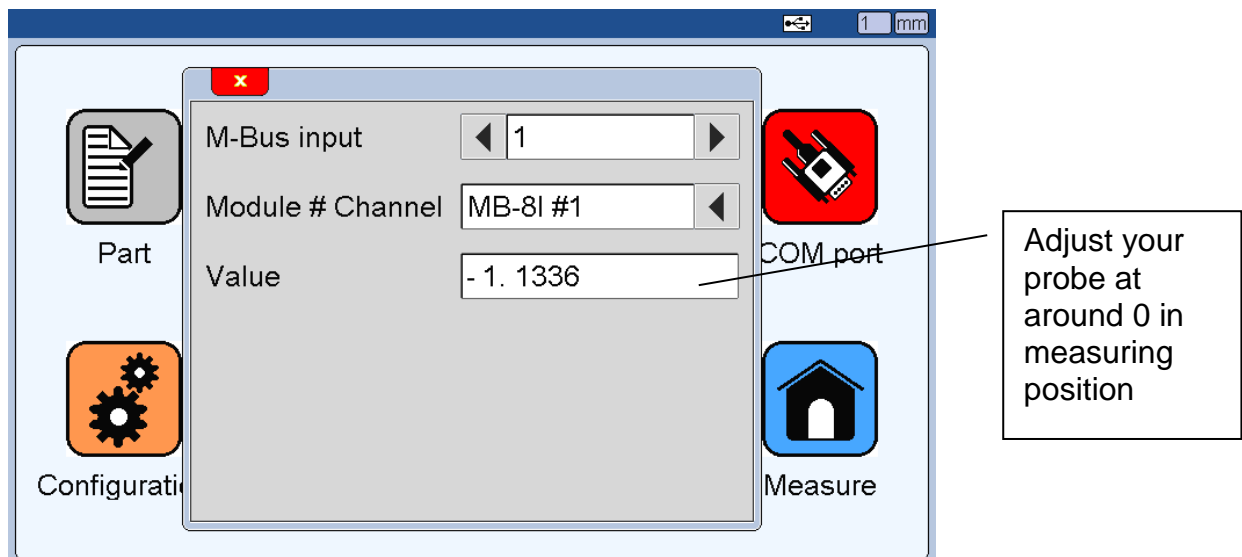 1 mm
x
M-Bus input 1
Module # Channel MB-8I #1
Value - 1. 1336
Part
COM port
Configurati
Measure
Adjust your
probe at
around 0 in
measuring
position